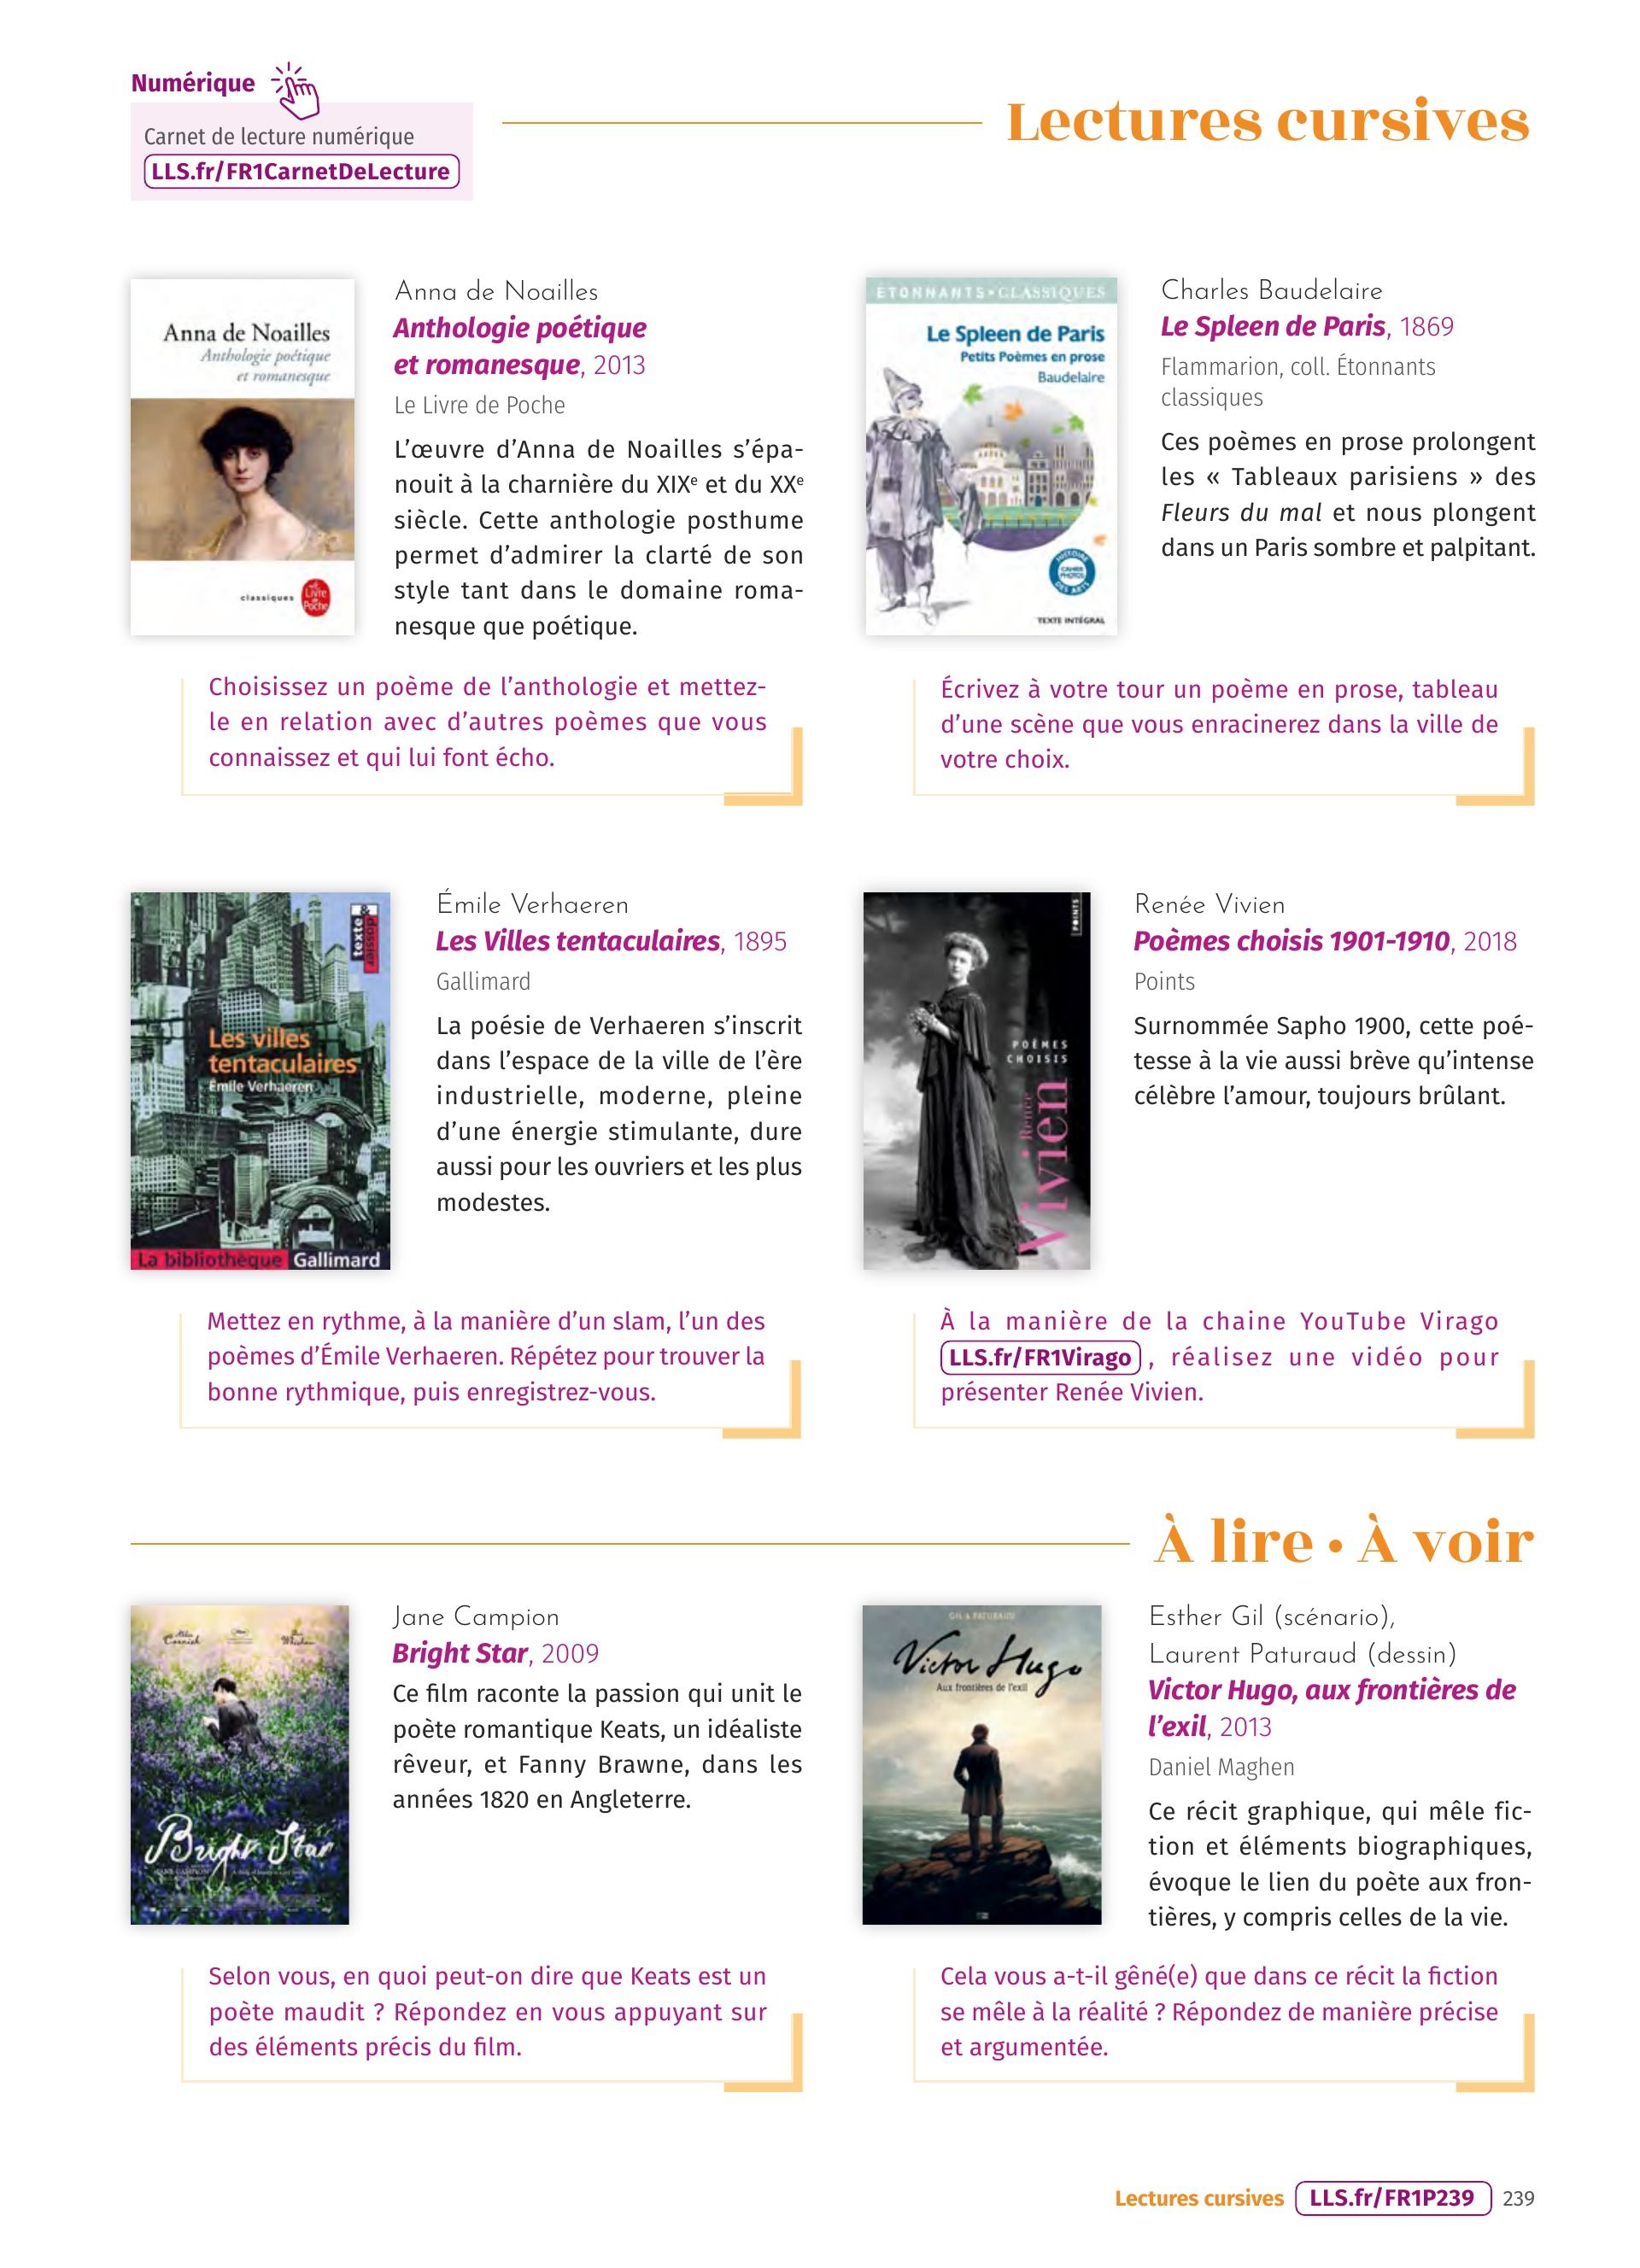 Numérique
Carnet de lecture numérique
LLS.fr/FR1CarnetDeLecture
Lectures cursives
Anna de Noailles
Anthologie poétique
et romanesque
classiques
Le Livre de Poche
Anna de Noailles
Anthologie poétique
et romanesque, 2013
Le Livre de Poche
L’œuvre d’Anna de Noailles s’épa-
nouit à la charnière du XIXe et du XXe
siècle. Cette anthologie posthume
permet d’admirer la clarté de son
style tant dans le domaine roma-
nesque que poétique.
Choisissez un poème de l’anthologie et mettez-
le en relation avec d’autres poèmes que vous
connaissez et qui lui font écho.
ÉTONNANTS•CLASSIQUES
Le Spleen de Paris
Petits Poèmes en prose
Baudelaire
HISTOIRE
CAHIER
PHOTOS
DES ARTS
TEXTE INTÉGRAL
Charles Baudelaire
Le Spleen de Paris, 1869
Flammarion, coll. Étonnants
classiques
Ces poèmes en prose prolongent
les « Tableaux parisiens » des
Fleurs du mal et nous plongent
dans un Paris sombre et palpitant.
Écrivez à votre tour un poème en prose, tableau
d’une scène que vous enracinerez dans la ville de
votre choix.
texte &
dossier
Les villes
tentaculaires
Émile Verhaeren
La bibliothèque Gallimard
Émile Verhaeren
Les Villes tentaculaires, 1895
Gallimard
La poésie de Verhaeren s’inscrit
dans l’espace de la ville de l’ère
industrielle, moderne, pleine
d’une énergie stimulante, dure
aussi pour les ouvriers et les plus
modestes.
Mettez en rythme, à la manière d’un slam, l’un des
poèmes d’Émile Verhaeren. Répétez pour trouver la
bonne rythmique, puis enregistrez-vous.
POINTS
POÈMES
CHOISIS
Renée
Vivien
Renée Vivien
Poèmes choisis 1901-1910, 2018
Points
Surnommée Sapho 1900, cette poé-
tesse à la vie aussi brève qu’intense
célèbre l’amour, toujours brûlant.
À la manière de la chaine YouTube Virago
LLS.fr/FR1Virago , réalisez une vidéo pour
présenter Renée Vivien.
À lire • À voir
Bright Star
Jane Campion
Bright Star, 2009
Ce film raconte la passion qui unit le
poète romantique Keats, un idéaliste
rêveur, et Fanny Brawne, dans les
années 1820 en Angleterre.
Selon vous, en quoi peut-on dire que Keats est un
poète maudit ? Répondez en vous appuyant sur
des éléments précis du film.
GIL & PATURAUD
Victor Hugo
Aux frontières de l’exil
Esther Gil (scénario),
Laurent Paturaud (dessin)
Victor Hugo, aux frontières de
l’exil, 2013
Daniel Maghen
Ce récit graphique, qui mêle fic-
tion et éléments biographiques,
évoque le lien du poète aux fron-
tières, y compris celles de la vie.
Cela vous a-t-il gêné(e) que dans ce récit la fiction
se mêle à la réalité ? Répondez de manière précise
et argumentée.
Lectures cursives LLS.fr/FR1P239 239